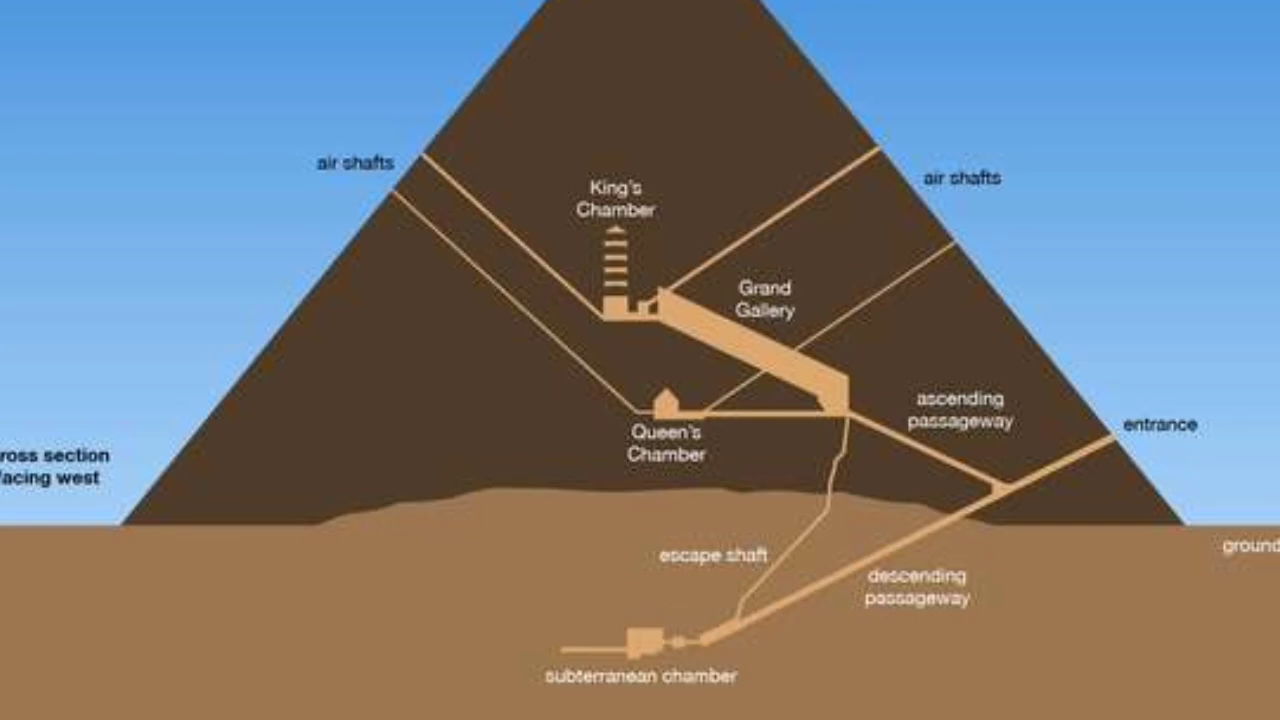 air shafts
air shafts
King's
Chamber
Grand
Gallery
ascending
passageway
entrance
Queen's
Chamber
ross section
acing west
ground
escape shaft
descending
passageway
subterranean chamber